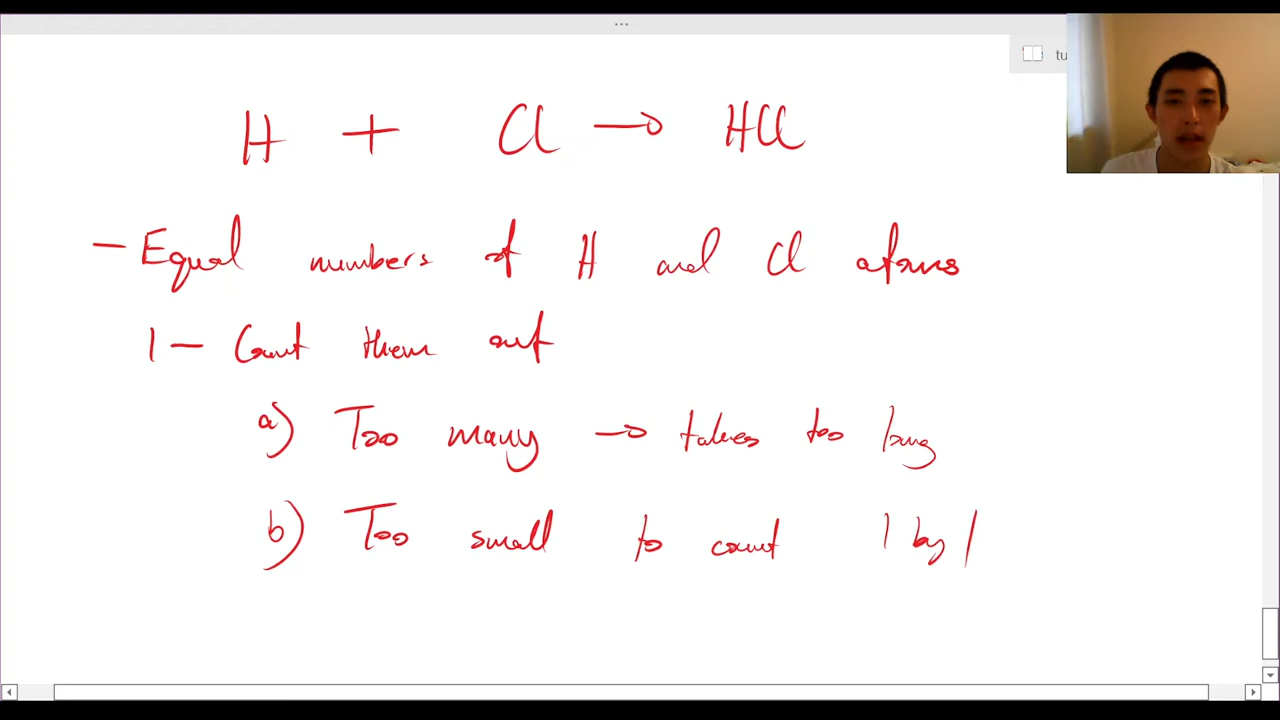 tu
H + Cl → HCl
- Equal numbers of H and Cl atoms
1 - Count them out
a) Too many → takes too long
b) Too small to count 1 by 1